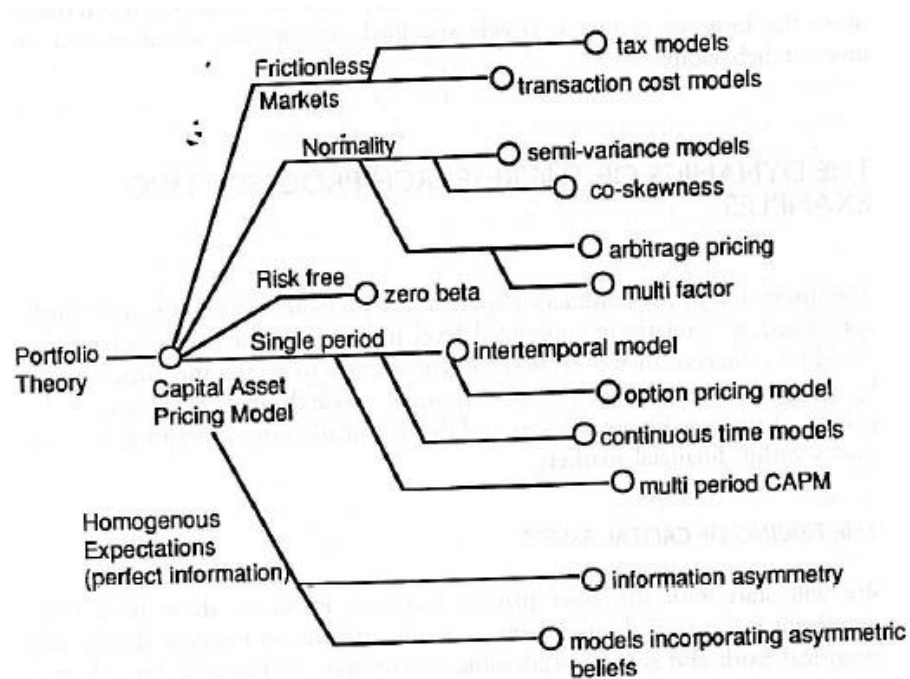 tax models
Frictionless
Markets
transaction cost models
Normality
semi-variance models
co-skewness
arbitrage pricing
multi factor
Risk free
zero beta
Portfolio
Theory
Single period
intertemporal model
Capital Asset
Pricing Model
option pricing model
continuous time models
multi period CAPM
Homogenous
Expectations
(perfect information)
information asymmetry
models incorporating asymmetric
beliefs